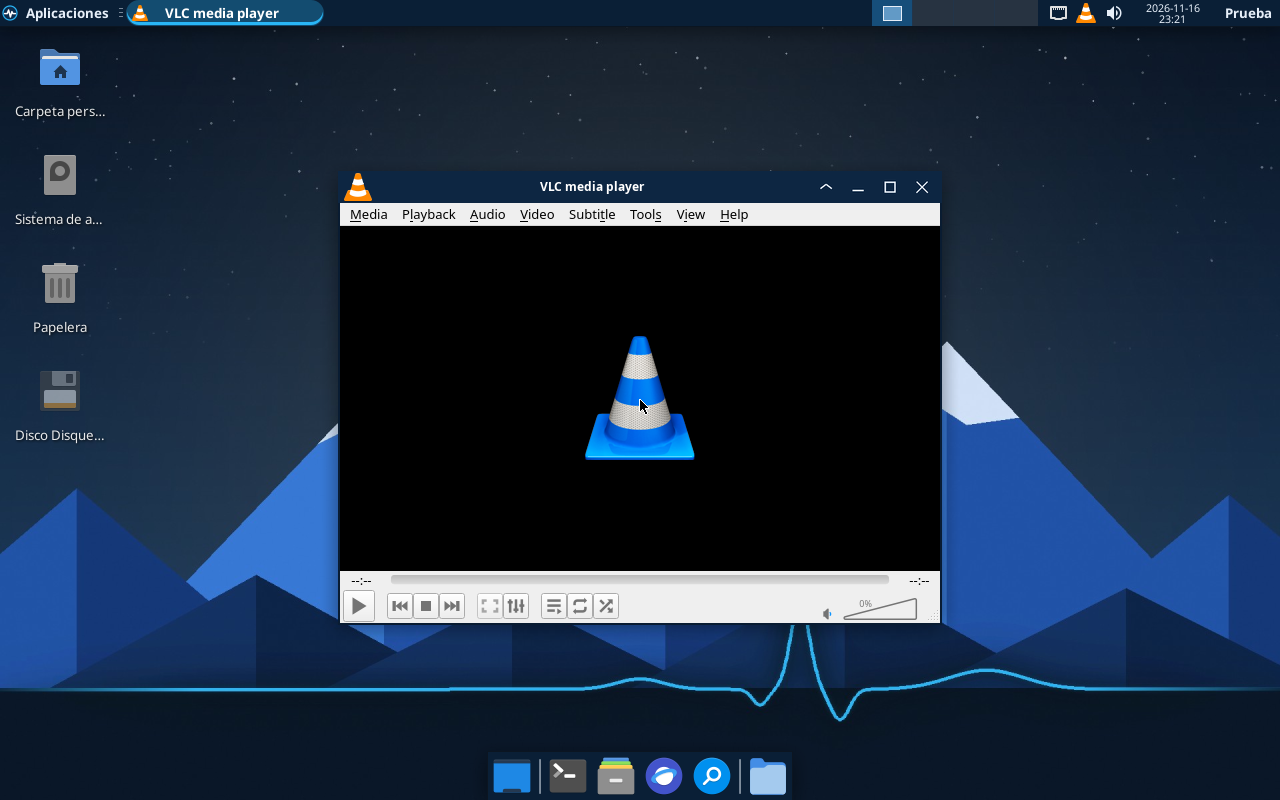 Aplicaciones
VLC media player
2026-11-16
23:21
Prueba
Carpeta pers...
Sistema de a...
Papelera
Disco Disque...
VLC media player
Media Playback Audio Video Subtitle Tools View Help
--:-- --:--
0%